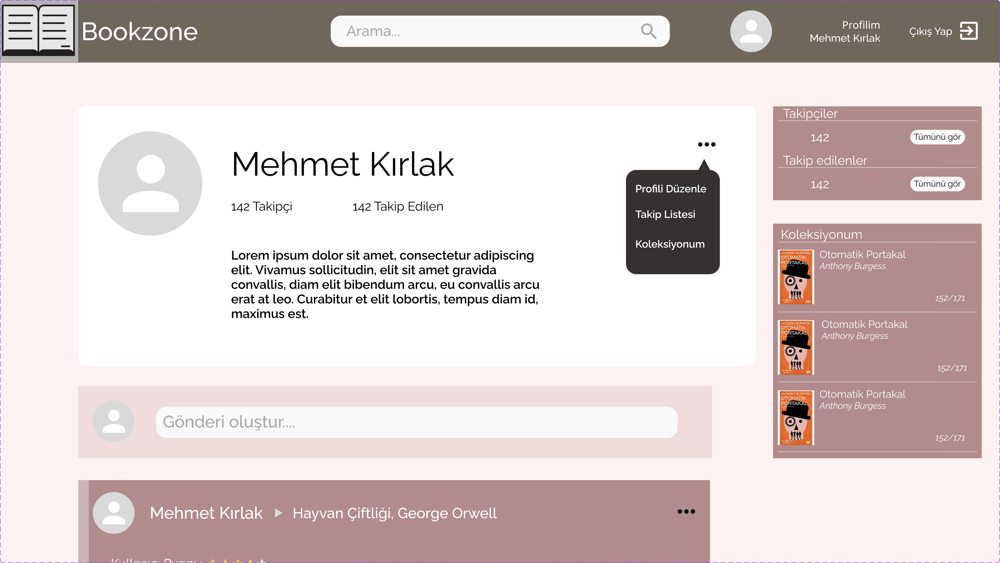 Bookzone
Arama...
Profilim
Mehmet Kırlak
Çıkış Yap
Mehmet Kırlak
142 Takipçi
142 Takip Edilen
Lorem ipsum dolor sit amet, consectetur adipiscing
elit. Vivamus sollicitudin, elit sit amet gravida
convallis, diam elit bibendum arcu, eu convallis arcu
erat at leo. Curabitur et elit lobortis, tempus diam id,
maximus est.
Profili Düzenle
Takip Listesi
Koleksiyonum
Takipçiler
142
Tümünü gör
Takip edilenler
142
Tümünü gör
Koleksiyonum
ANTHONY BURGESS
OTOMATİK
PORTAKAL
38
Otomatik Portakal
Anthony Burgess
152/171
ANTHONY BURGESS
OTOMATİK
PORTAKAL
38
Otomatik Portakal
Anthony Burgess
152/171
ANTHONY BURGESS
OTOMATİK
PORTAKAL
38
Otomatik Portakal
Anthony Burgess
152/171
Gönderi oluştur....
Mehmet Kırlak
Hayvan Çiftliği, George Orwell